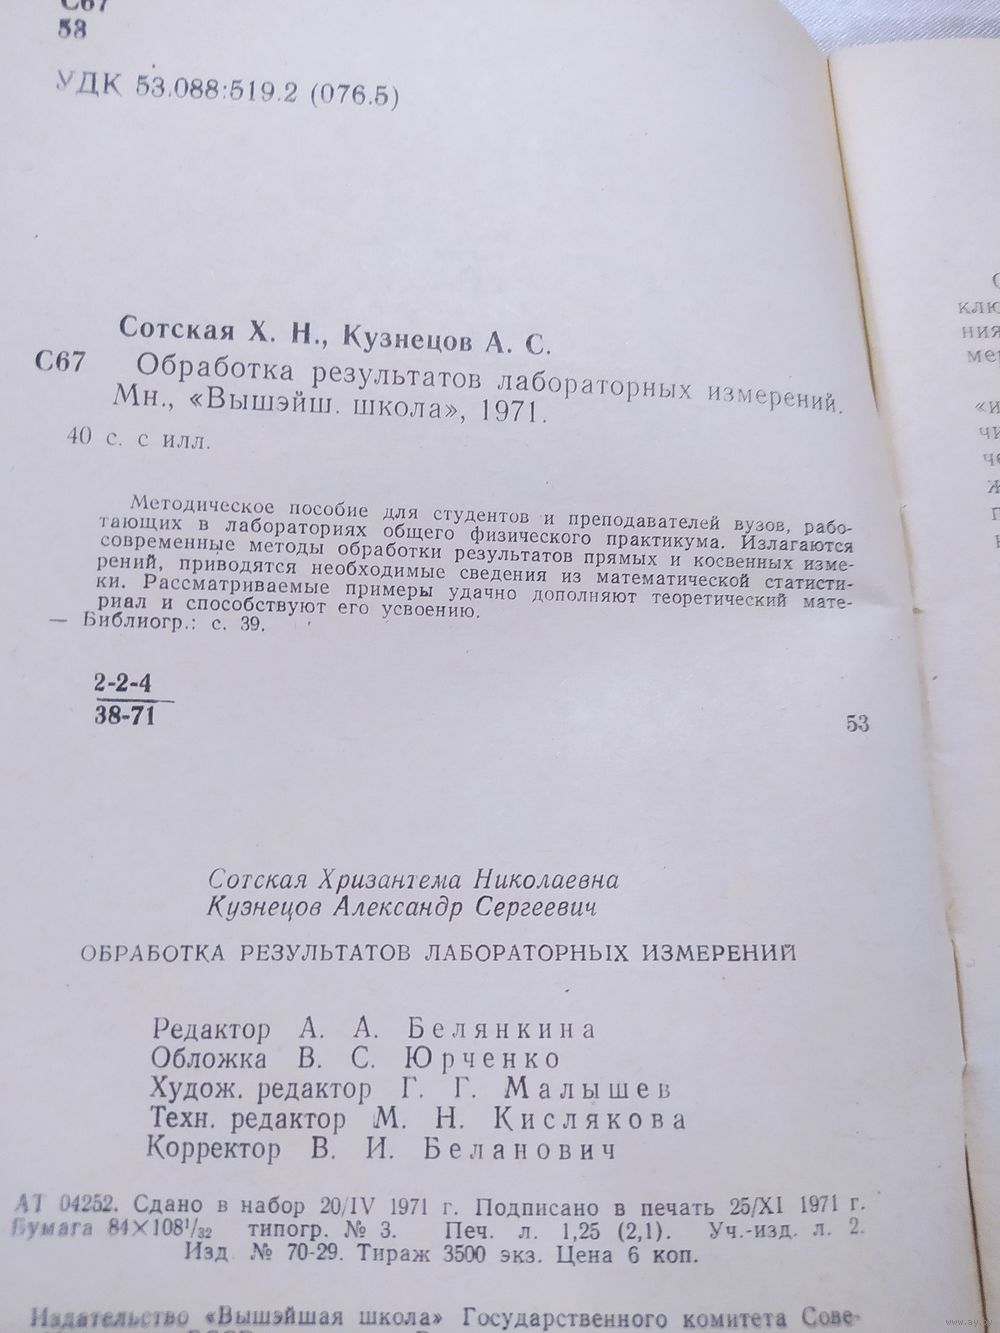 С67
53
УДК 53.088:519.2 (076.5)
Сотская Х. Н., Кузнецов А. С.
С67 Обработка результатов лабораторных измерений.
Мн., «Вышэйш. школа», 1971.
40 с. с илл.
Методическое пособие для студентов и преподавателей вузов, рабо-
тающих в лабораториях общего физического практикума. Излагаются
современные методы обработки результатов прямых и косвенных изме-
рений, приводятся необходимые сведения из математической статисти-
ки. Рассматриваемые примеры удачно дополняют теоретический мате-
риал и способствуют его усвоению.
— Библиогр.: с. 39.
2-2-4
38-71
53
Сотская Хризантема Николаевна
Кузнецов Александр Сергеевич
ОБРАБОТКА РЕЗУЛЬТАТОВ ЛАБОРАТОРНЫХ ИЗМЕРЕНИЙ
Редактор А. А. Белянкина
Обложка В. С. Юрченко
Худож. редактор Г. Г. Малышев
Техн. редактор М. Н. Кислякова
Корректор В. И. Беланович
АТ 04252. Сдано в набор 20/IV 1971 г. Подписано в печать 25/XI 1971 г.
Бумага 84×108¹/₃₂ типогр. № 3. Печ. л. 1,25 (2,1). Уч.-изд. л. 2.
Изд № 70-29. Тираж 3500 экз. Цена 6 коп.
Издательство «Вышэйшая школа» Государственного комитета Сове-